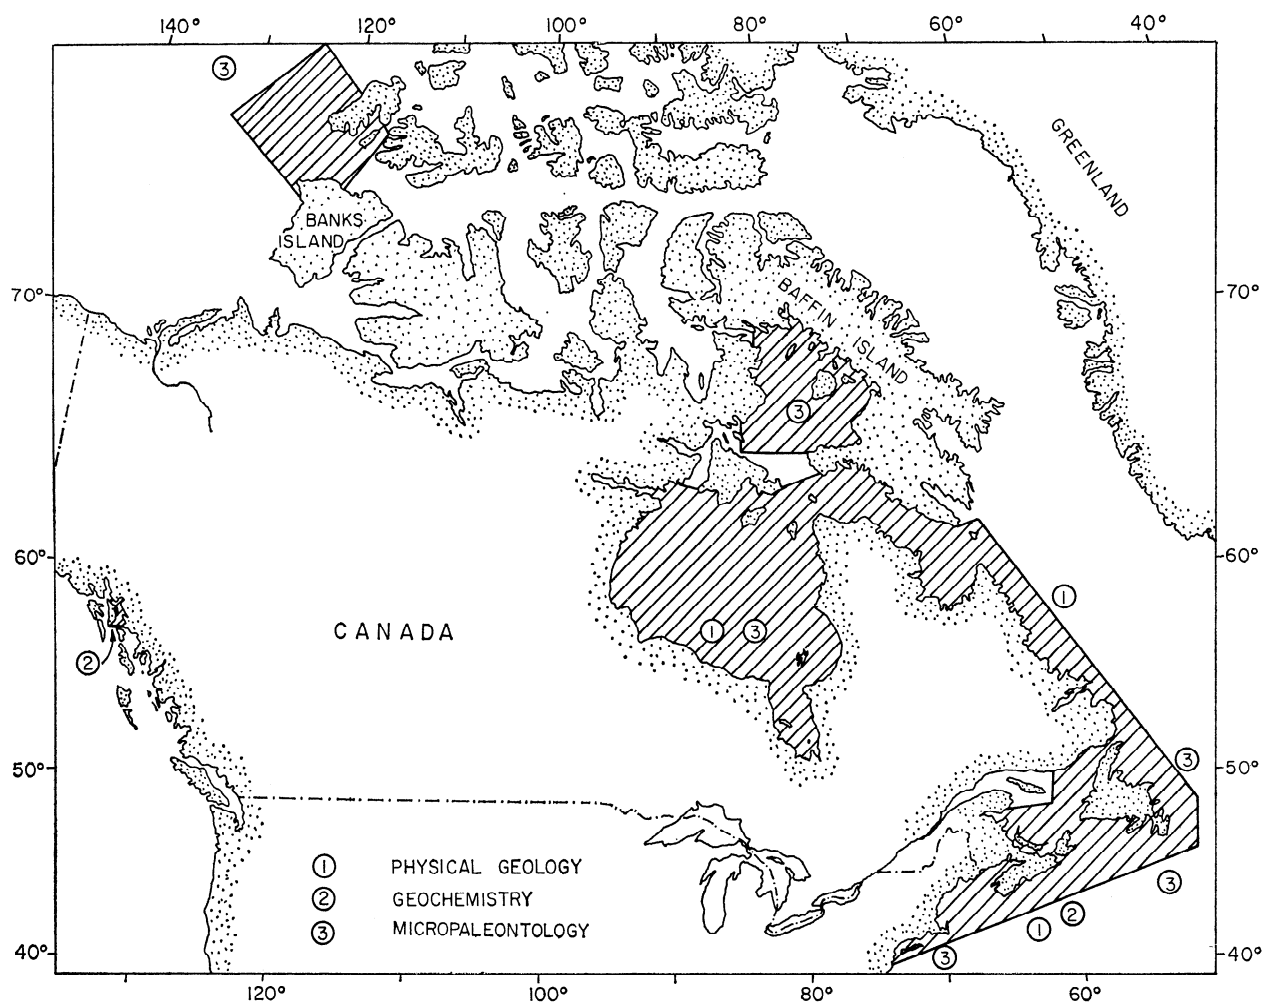 140° 120° 100° 80° 60° 40°
③
GREENLAND
BANKS
ISLAND
70° 70°
BAFFIN ISLAND
③
60° 60°
①
② CANADA ① ③
③
50° 50°
① PHYSICAL GEOLOGY
② GEOCHEMISTRY
③ MICROPALEONTOLOGY
③
① ②
③
40° 40°
120° 100° 80° 60°